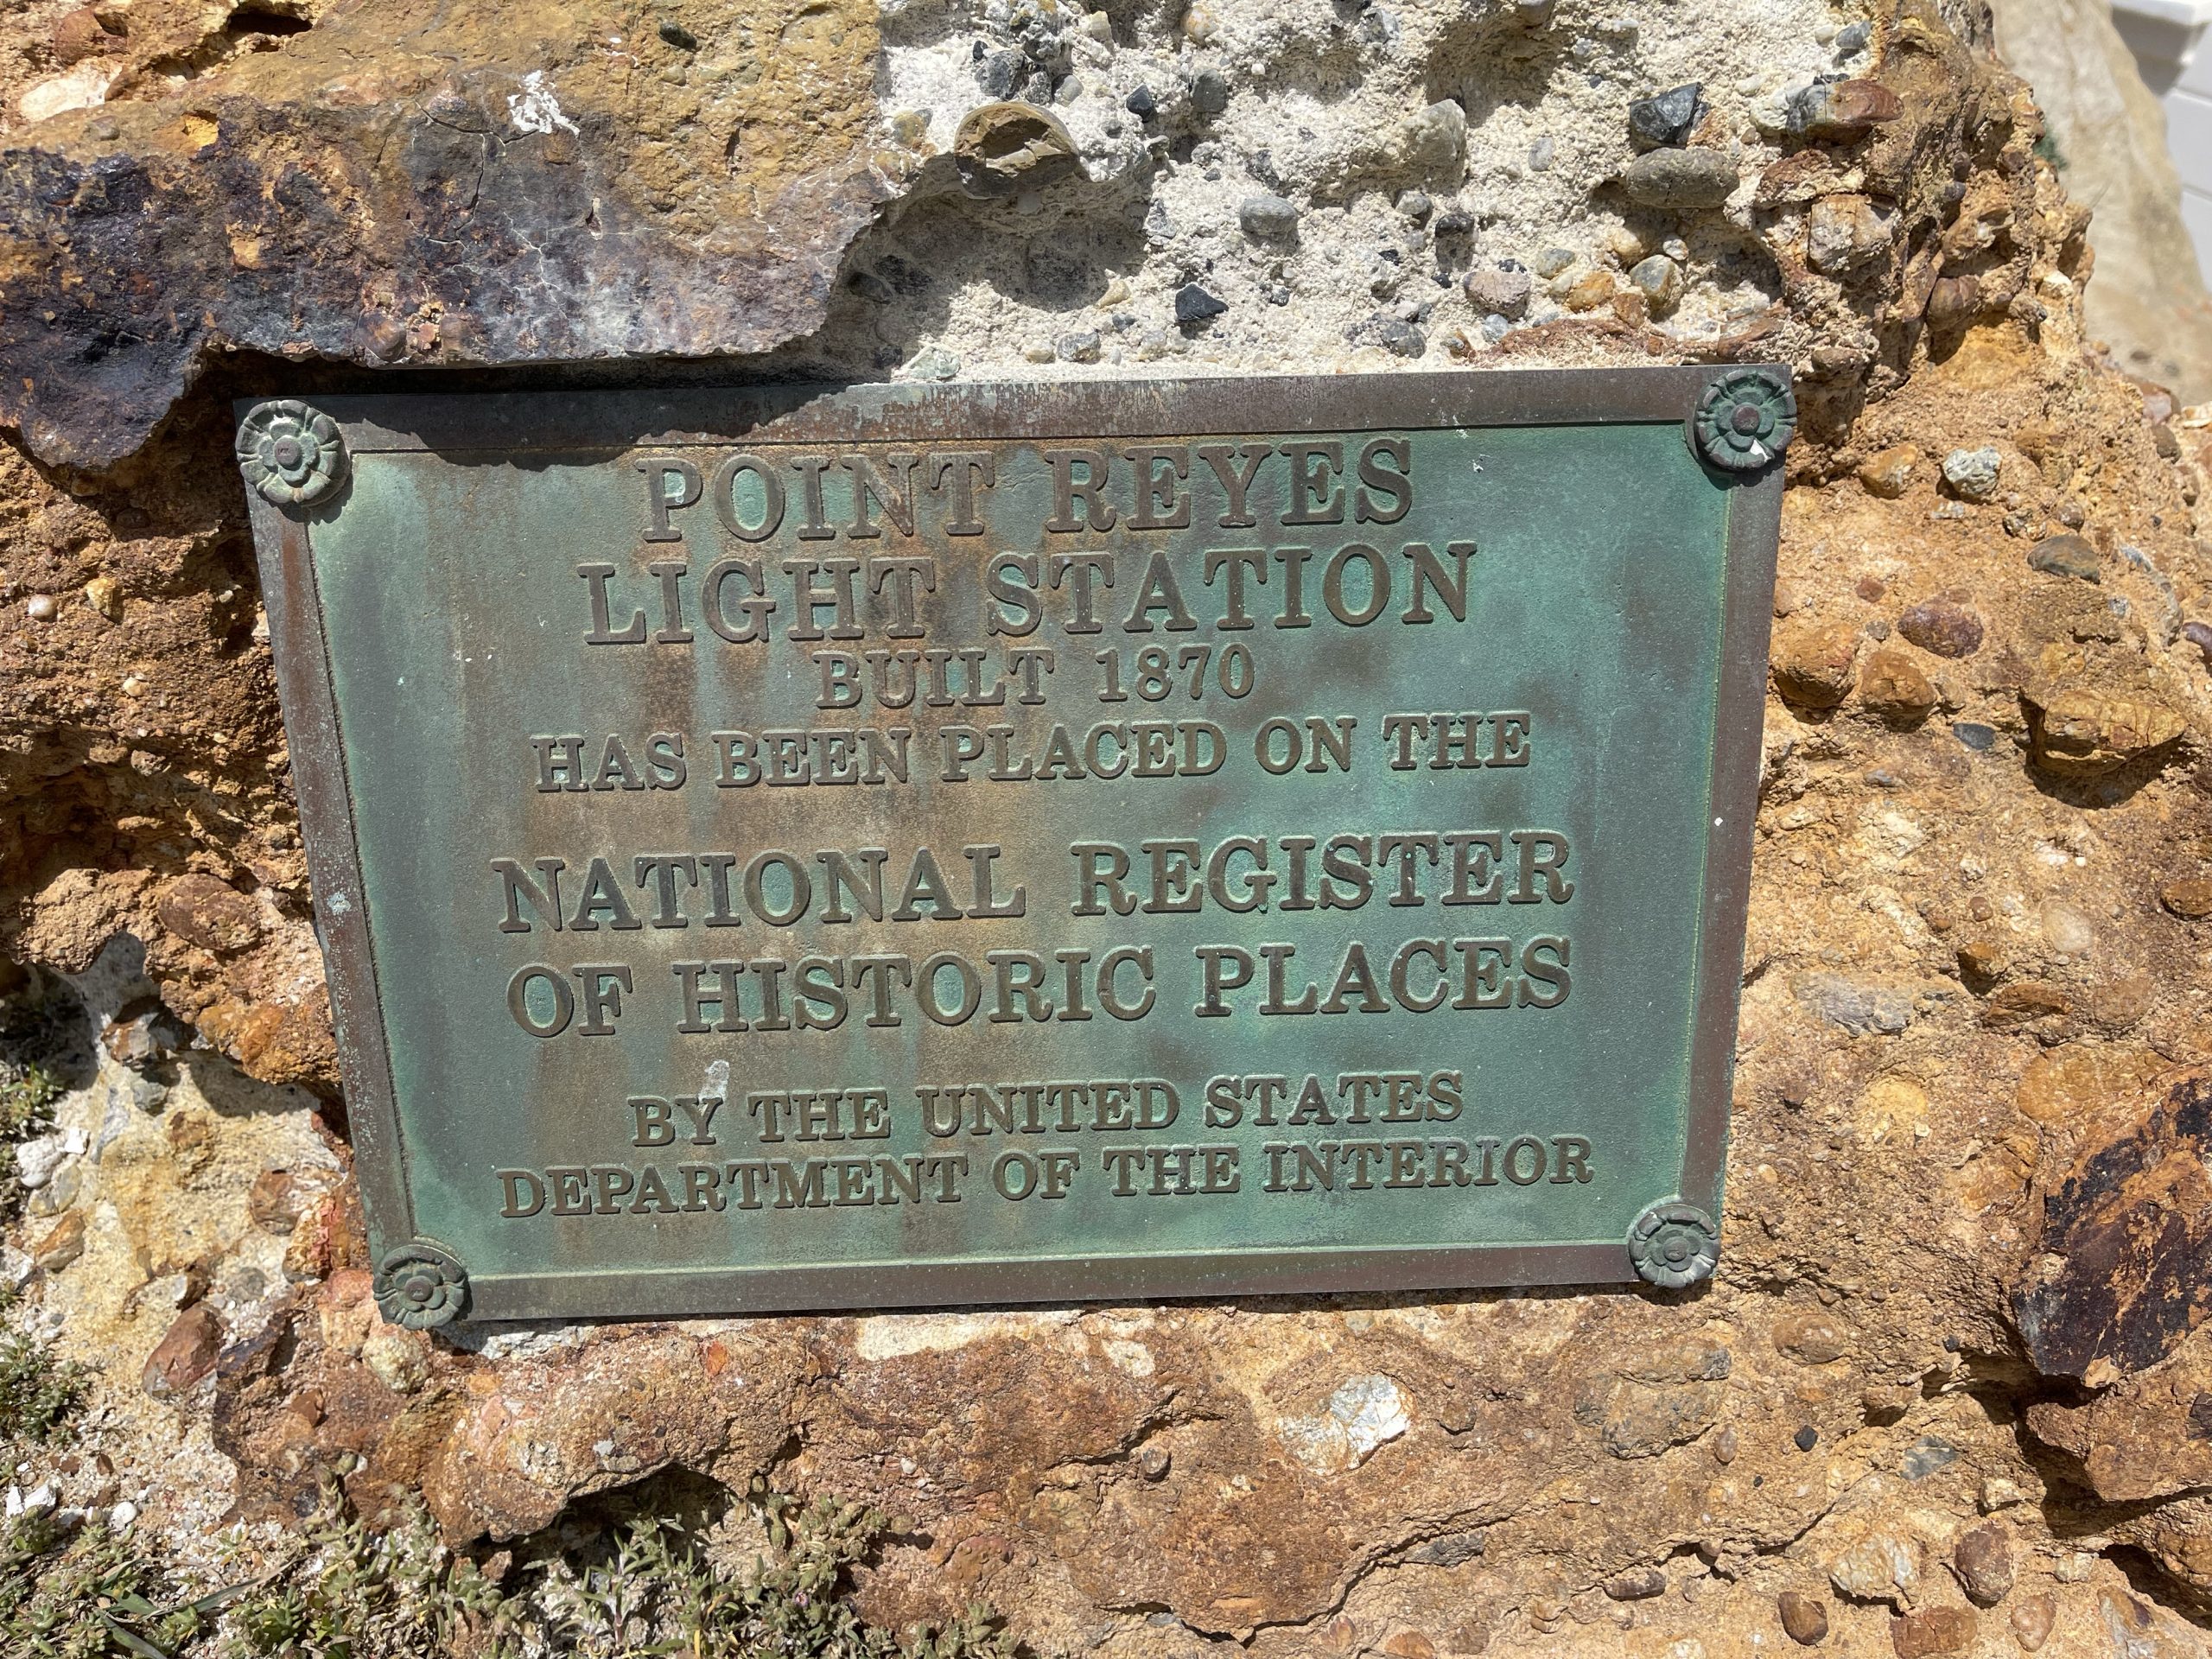 POINT REYES
LIGHT STATION
BUILT 1870
HAS BEEN PLACED ON THE
NATIONAL REGISTER
OF HISTORIC PLACES
BY THE UNITED STATES
DEPARTMENT OF THE INTERIOR